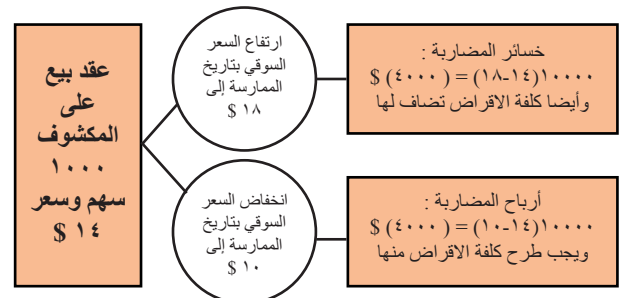 عقد بيع
على
المكشوف
١٠٠٠
سهم وسعر
١٤ $
ارتفاع السعر
السوقي بتاريخ
الممارسة إلى
١٨ $
خسائر المضاربة :
١٠٠٠٠(١٤-١٨) = (٤٠٠٠ ) $
وأيضا كلفة الاقراض تضاف لها
انخفاض السعر
السوقي بتاريخ
الممارسة إلى
١٠ $
أرباح المضاربة :
١٠٠٠٠(١٤-١٠) = (٤٠٠٠ ) $
ويجب طرح كلفة الاقراض منها